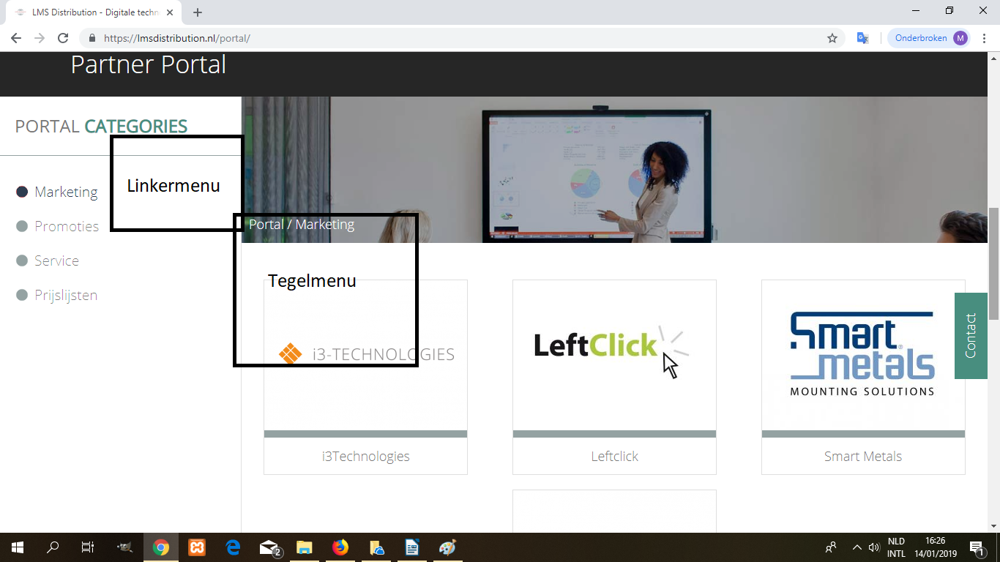 LMS Distribution - Digitale techn
https://lmsdistribution.nl/portal/
Onderbroken
M
Partner Portal
PORTAL CATEGORIES
Linkermenu
Marketing
Promoties
Service
Prijslijsten
Portal / Marketing
Tegelmenu
i3-TECHNOLOGIES
LeftClick
Smart
metals
MOUNTING SOLUTIONS
Contact
i3Technologies
Leftclick
Smart Metals
2
NLD
INTL
16:26
14/01/2019
1